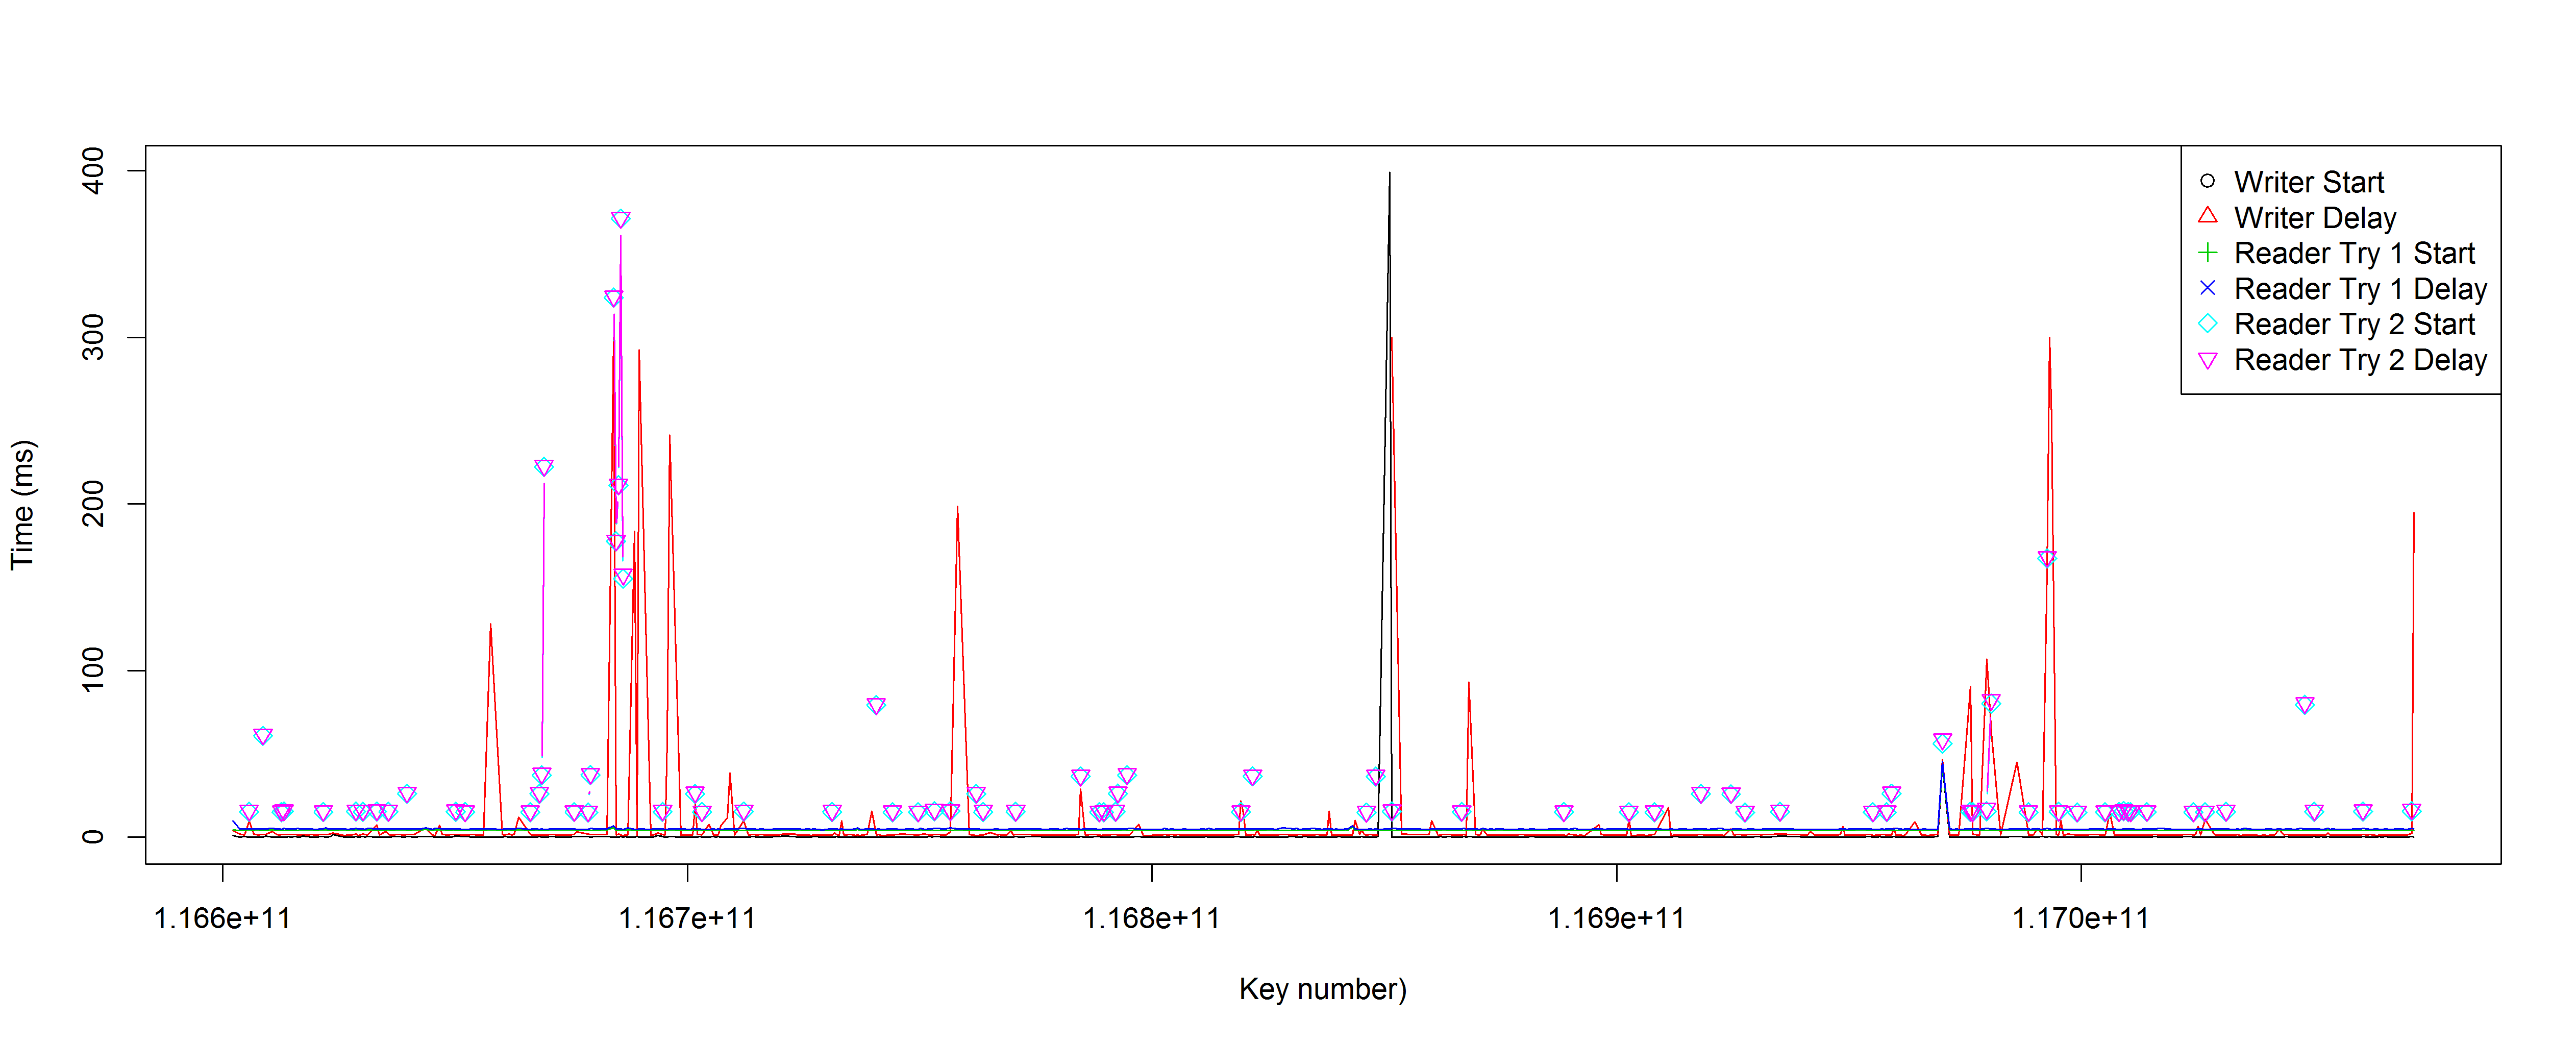 400
300
200
100
0
Time (ms)
Writer Start
Writer Delay
Reader Try 1 Start
Reader Try 1 Delay
Reader Try 2 Start
Reader Try 2 Delay
1.166e+11 1.167e+11 1.168e+11 1.169e+11 1.170e+11
Key number)